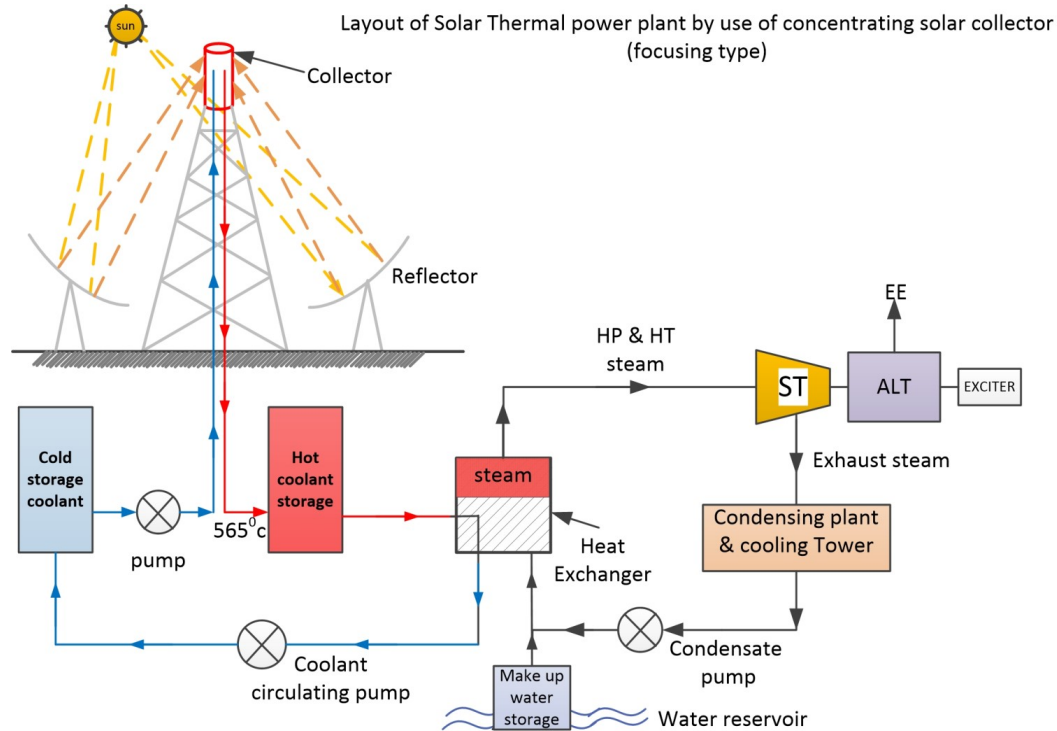 Layout of Solar Thermal power plant by use of concentrating solar collector
(focusing type)
sun
Collector
Reflector
EE
HP & HT
steam
ST
ALT
EXCITER
Cold
storage
coolant
Hot
coolant
storage
steam
Exhaust steam
565⁰c
pump
Heat
Exchanger
Condensing plant
& cooling Tower
Coolant
circulating pump
Condensate
pump
Make up
water
storage
Water reservoir